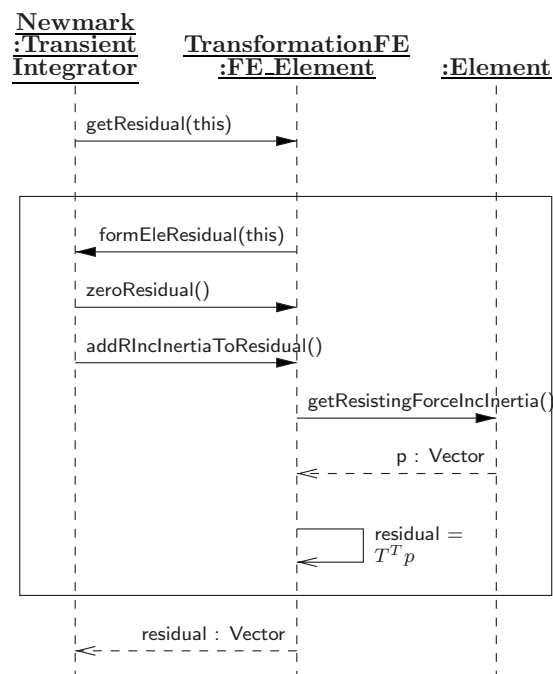 Newmark
:Transient
Integrator
TransformationFE
:FE_Element
:Element
getResidual(this)
formEleResidual(this)
zeroResidual()
addRIncInertiaToResidual()
getResistingForceIncInertia()
p : Vector
residual =
T^T p
residual : Vector